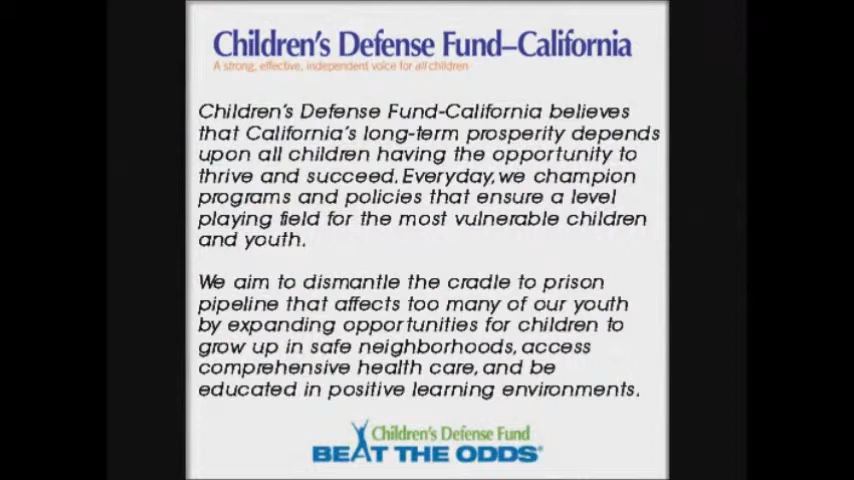 Children's Defense Fund–California
A strong, effective, independent voice for all children
Children's Defense Fund-California believes
that California's long-term prosperity depends
upon all children having the opportunity to
thrive and succeed. Everyday, we champion
programs and policies that ensure a level
playing field for the most vulnerable children
and youth.
We aim to dismantle the cradle to prison
pipeline that affects too many of our youth
by expanding opportunities for children to
grow up in safe neighborhoods, access
comprehensive health care, and be
educated in positive learning environments.
Children's Defense Fund
BEAT THE ODDS®